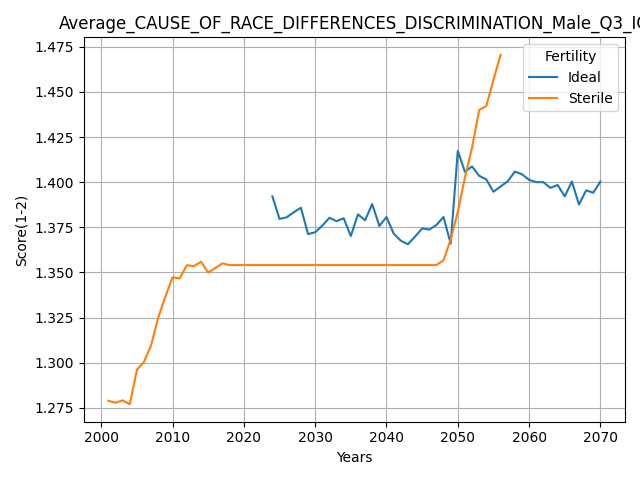 Average_CAUSE_OF_RACE_DIFFERENCES_DISCRIMINATION_Male_Q3_IQ
Fertility
Ideal
Sterile
Score(1-2)
1.475
1.450
1.425
1.400
1.375
1.350
1.325
1.300
1.275
2000 2010 2020 2030 2040 2050 2060 2070
Years